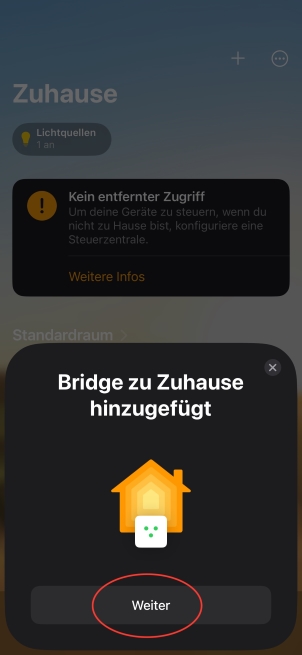 Zuhause
Lichtquellen
1 an
Kein entfernter Zugriff
Um deine Geräte zu steuern, wenn du
nicht zu Hause bist, konfiguriere eine
Steuerzentrale.
Weitere Infos
Standardraum
Bridge zu Zuhause
hinzugefügt
Weiter